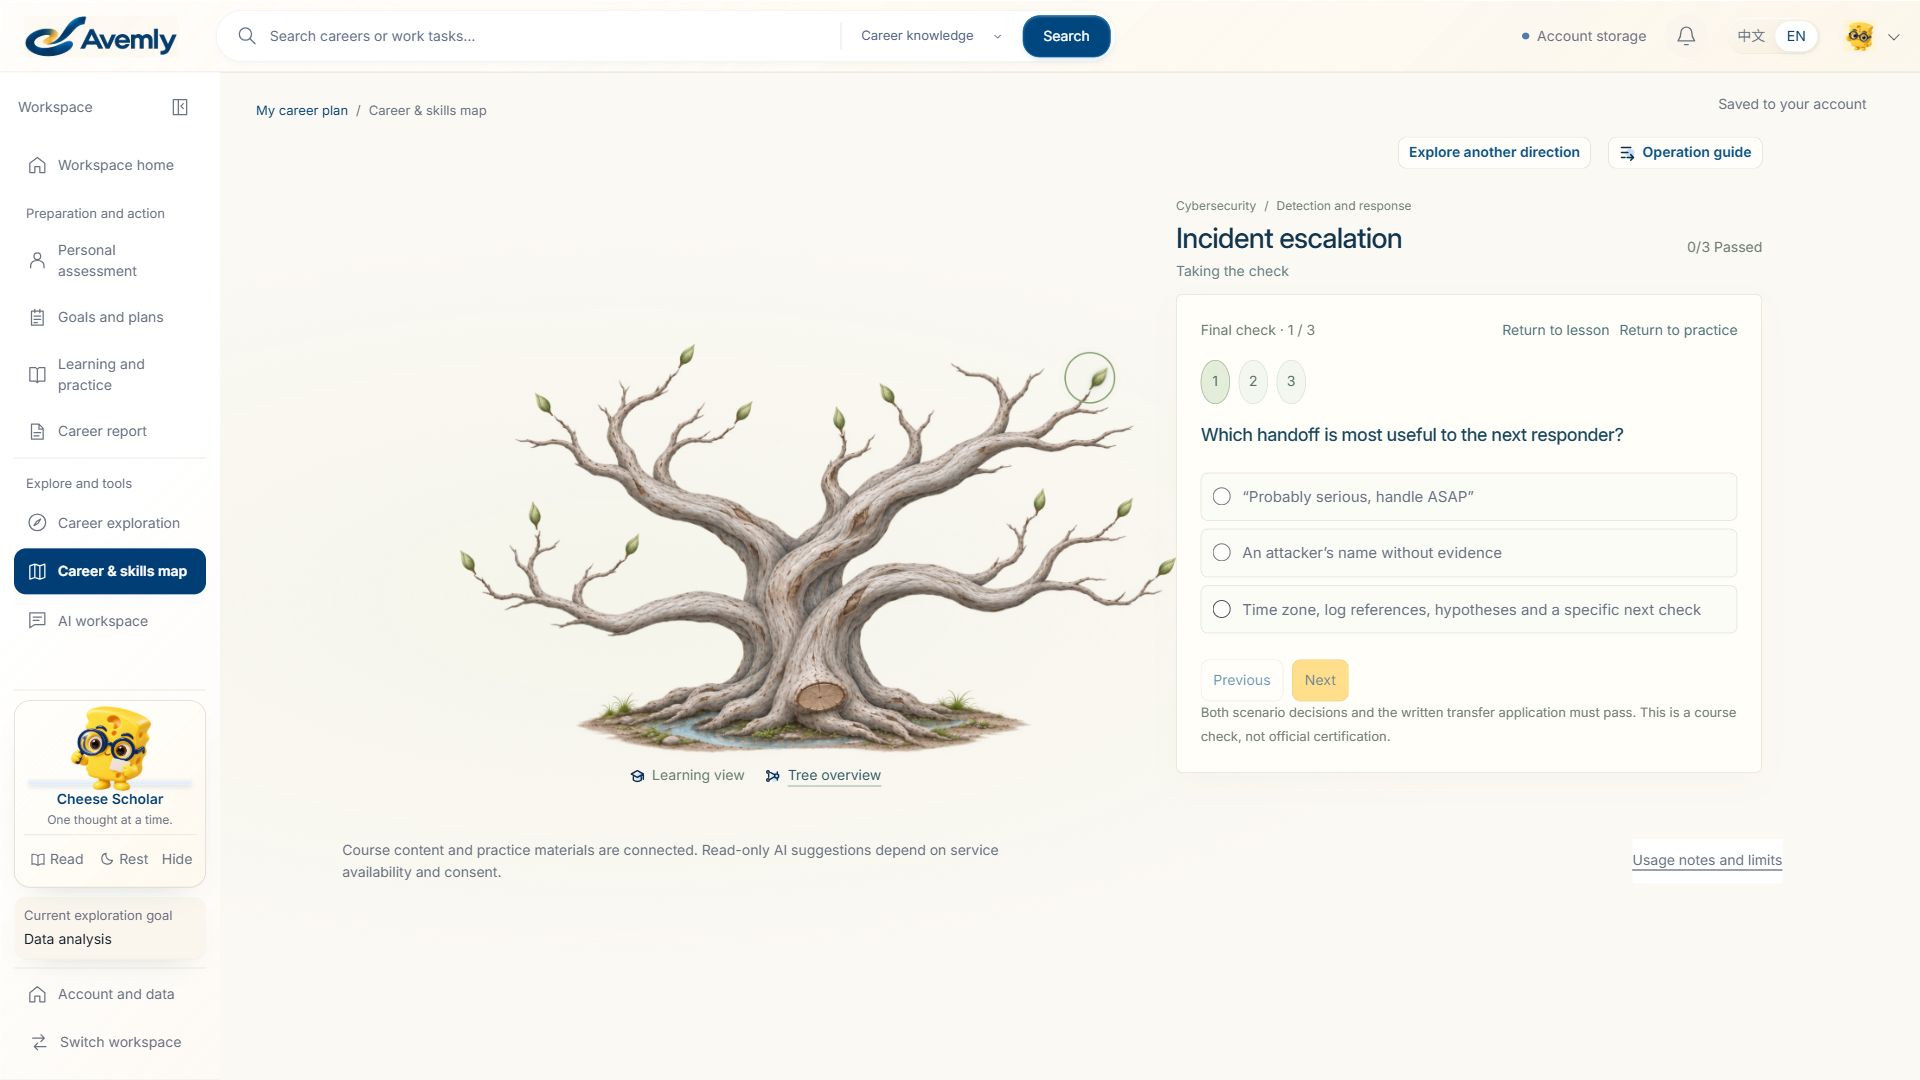 Avemly
Search careers or work tasks...
Career knowledge
Search
Account storage
中文
EN
Workspace
Workspace home
Preparation and action
Personal
assessment
Goals and plans
Learning and
practice
Career report
Explore and tools
Career exploration
Career & skills map
AI workspace
Cheese Scholar
One thought at a time.
Read
Rest
Hide
Current exploration goal
Data analysis
Account and data
Switch workspace
My career plan / Career & skills map
Saved to your account
Explore another direction
Operation guide
Cybersecurity / Detection and response
Incident escalation
0/3 Passed
Taking the check
Final check · 1 / 3
Return to lesson
Return to practice
1
2
3
Which handoff is most useful to the next responder?
“Probably serious, handle ASAP”
An attacker’s name without evidence
Time zone, log references, hypotheses and a specific next check
Previous
Next
Both scenario decisions and the written transfer application must pass. This is a course
check, not official certification.
Learning view
Tree overview
Course content and practice materials are connected. Read-only AI suggestions depend on service
availability and consent.
Usage notes and limits